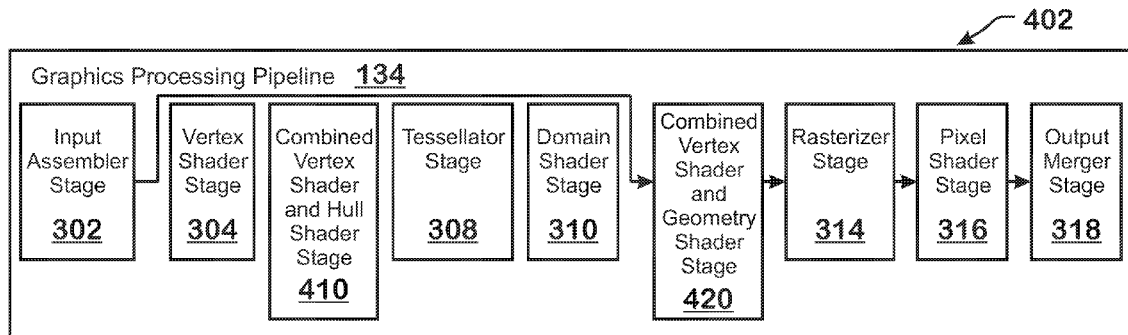 402
Graphics Processing Pipeline 134
Input
Assembler
Stage
302
Vertex
Shader
Stage
304
Combined
Vertex
Shader
and Hull
Shader
Stage
410
Tessellator
Stage
308
Domain
Shader
Stage
310
Combined
Vertex
Shader
and
Geometry
Shader
Stage
420
Rasterizer
Stage
314
Pixel
Shader
Stage
316
Output
Merger
Stage
318